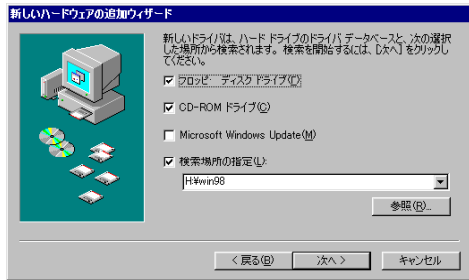 新しいハードウェアの追加ウィザード
新しいドライバは、ハード ドライブのドライバ データベースと、次の選択
した場所から検索されます。検索を開始するには、[次へ] をクリックし
てください。
フロッピー ディスク ドライブ(F)
CD-ROM ドライブ(C)
Microsoft Windows Update(M)
検索場所の指定(L):
H:¥win98
参照(R)...
< 戻る(B)
次へ >
キャンセル